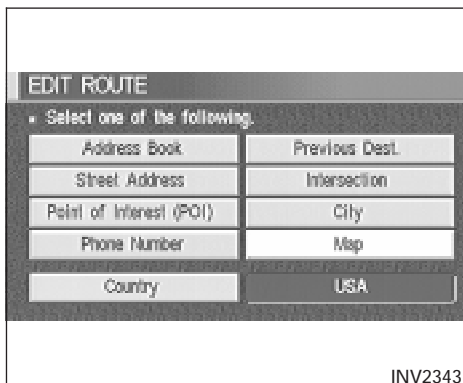 EDIT ROUTE
Select one of the following.
Address Book Previous Dest.
Street Address Intersection
Point of Interest (POI) City
Phone Number Map
Country USA
INV2343